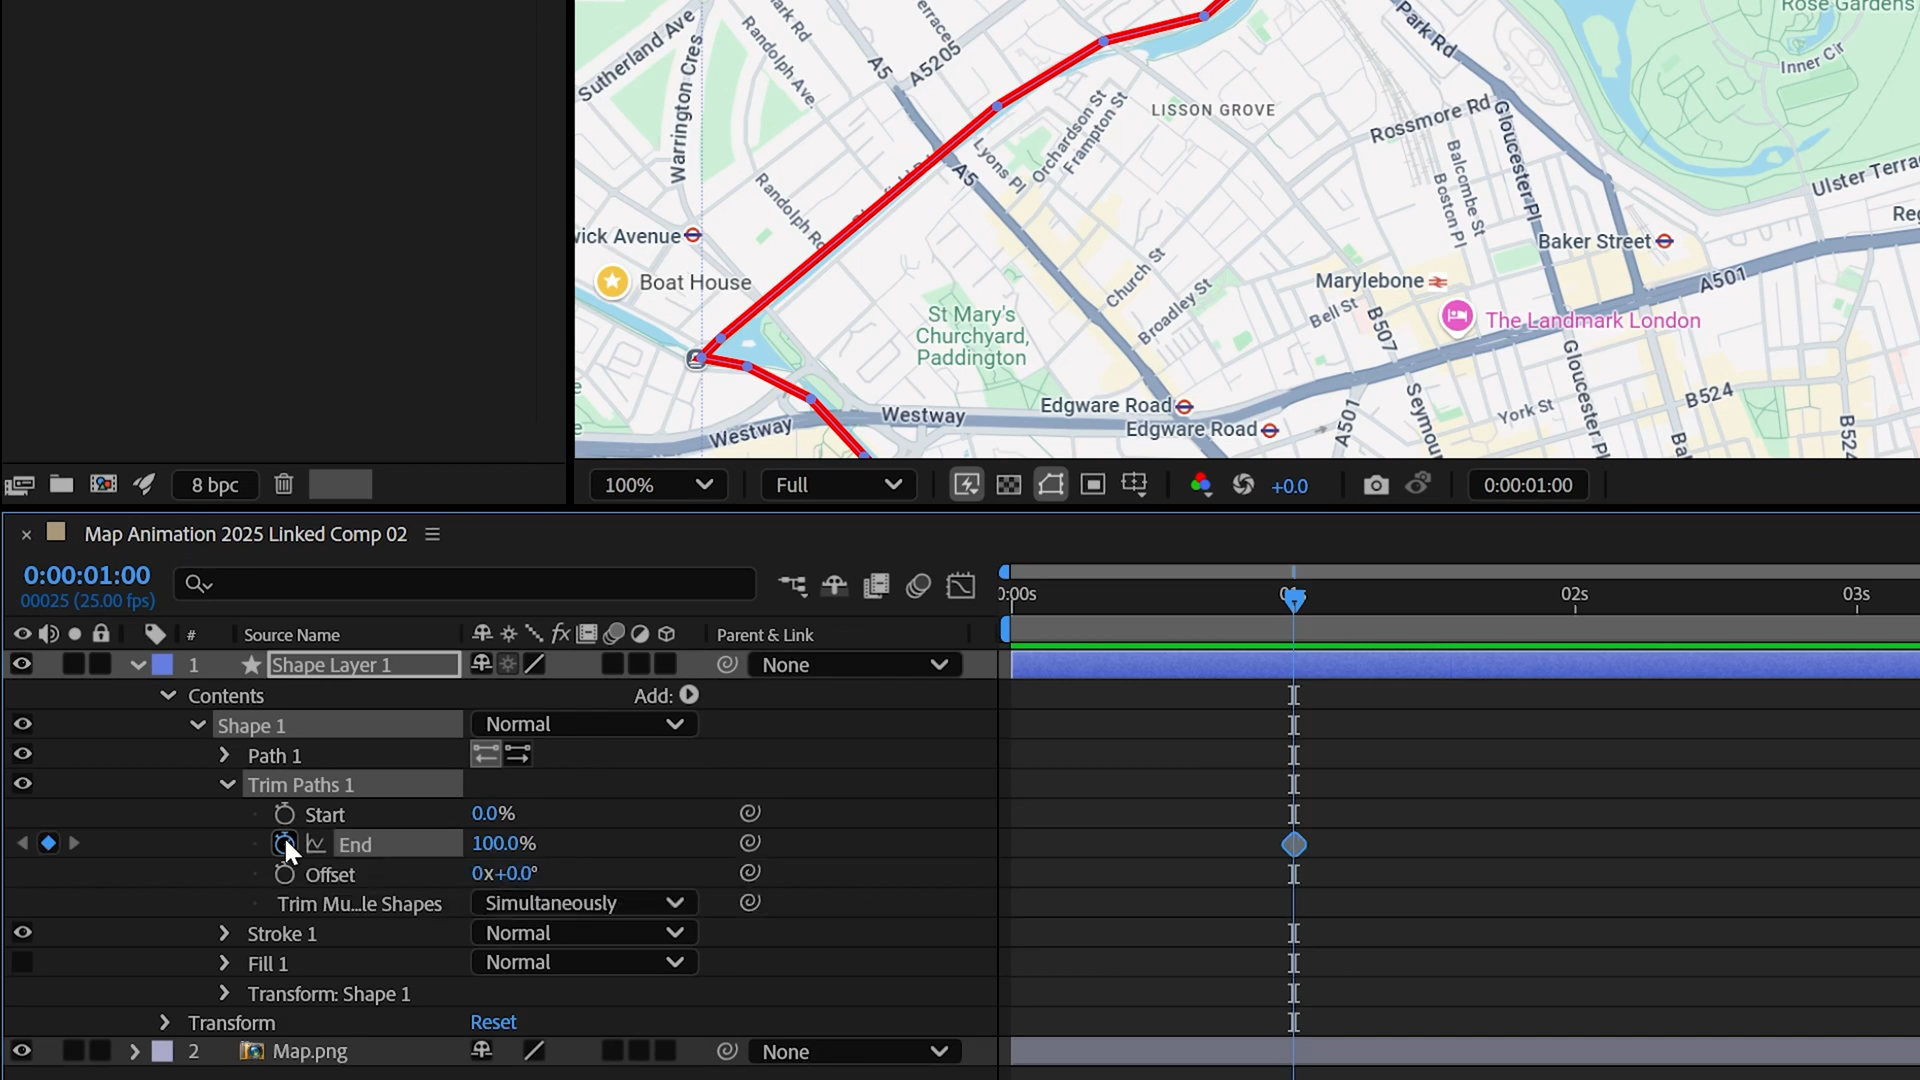 Rose Gardens
Inner Cir
Park Rd
Sutherland Ave
Warrington Cres
Randolph Ave
A5
A5205
LISSON GROVE
Orchardson St
Frampton St
Lyons Pl
A5
Rossmore Rd
Gloucester Pl
Balcombe St
Boston Pl
Ulster Terra
Reg
Randolph Rd
wick Avenue
Boat House
Church St
Broadley St
Baker Street
A501
Marylebone
Bell St
B507
The Landmark London
St Mary's
Churchyard,
Paddington
Gloucester Pl
B524
Edgware Road
Edgware Road
A501
Seymou
York St
Westway
Westway
B524
8 bpc
100%
Full
+0.0
0:00:01:00
Map Animation 2025 Linked Comp 02
0:00:01:00
00025 (25.00 fps)
0:00s
01s
02s
03s
#
Source Name
fx
Parent & Link
1
Shape Layer 1
None
Contents
Add:
Shape 1
Normal
Path 1
Trim Paths 1
Start
0.0%
End
100.0%
Offset
0x+0.0°
Trim Mu...le Shapes
Simultaneously
Stroke 1
Normal
Fill 1
Normal
Transform: Shape 1
Transform
Reset
2
Map.png
None